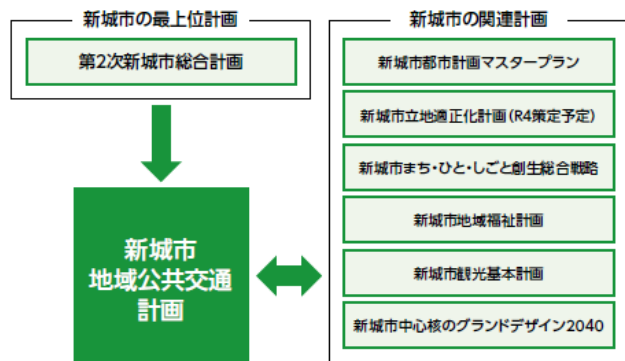 新城市の最上位計画
第2次新城市総合計画
新城市
地域公共交通
計画
新城市の関連計画
新城市都市計画マスタープラン
新城市立地適正化計画(R4策定予定)
新城市まち・ひと・しごと創生総合戦略
新城市地域福祉計画
新城市観光基本計画
新城市中心核のグランドデザイン2040